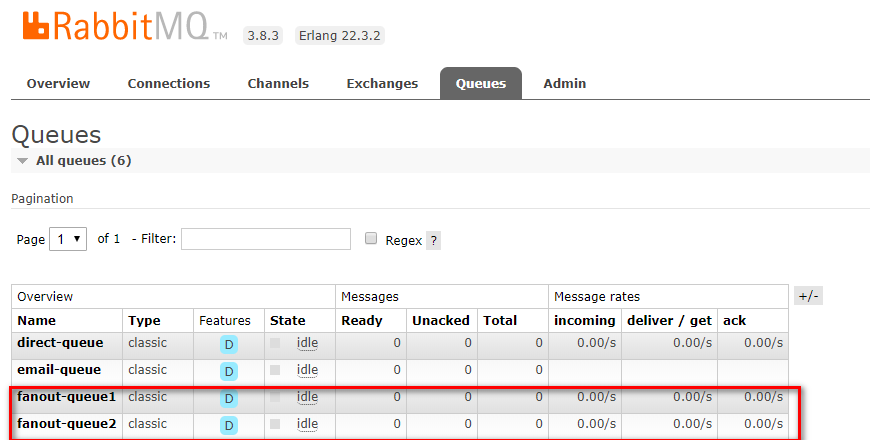 RabbitMQ TM 3.8.3 Erlang 22.3.2
Overview Connections Channels Exchanges Queues Admin
Queues
All queues (6)
Pagination
Page 1 of 1 - Filter: Regex ?
Overview Messages Message rates +/-
Name Type Features State Ready Unacked Total incoming deliver / get ack
direct-queue classic D idle 0 0 0 0.00/s 0.00/s 0.00/s
email-queue classic D idle 0 0 0
fanout-queue1 classic D idle 0 0 0 0.00/s 0.00/s 0.00/s
fanout-queue2 classic D idle 0 0 0 0.00/s 0.00/s 0.00/s